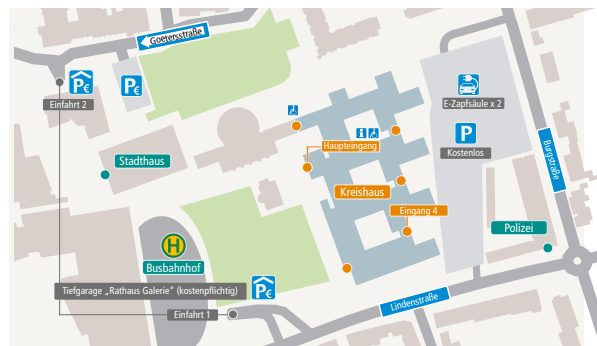 Goetersstraße
P€
P€
Einfahrt 2
E-Zapfsäule x 2
P
Kostenlos
Burgstraße
i
Haupteingang
Stadthaus
Kreishaus
Eingang 4
Polizei
H
Busbahnhof
Tiefgarage „Rathaus Galerie“ (kostenpflichtig)
P€
Einfahrt 1
Lindenstraße